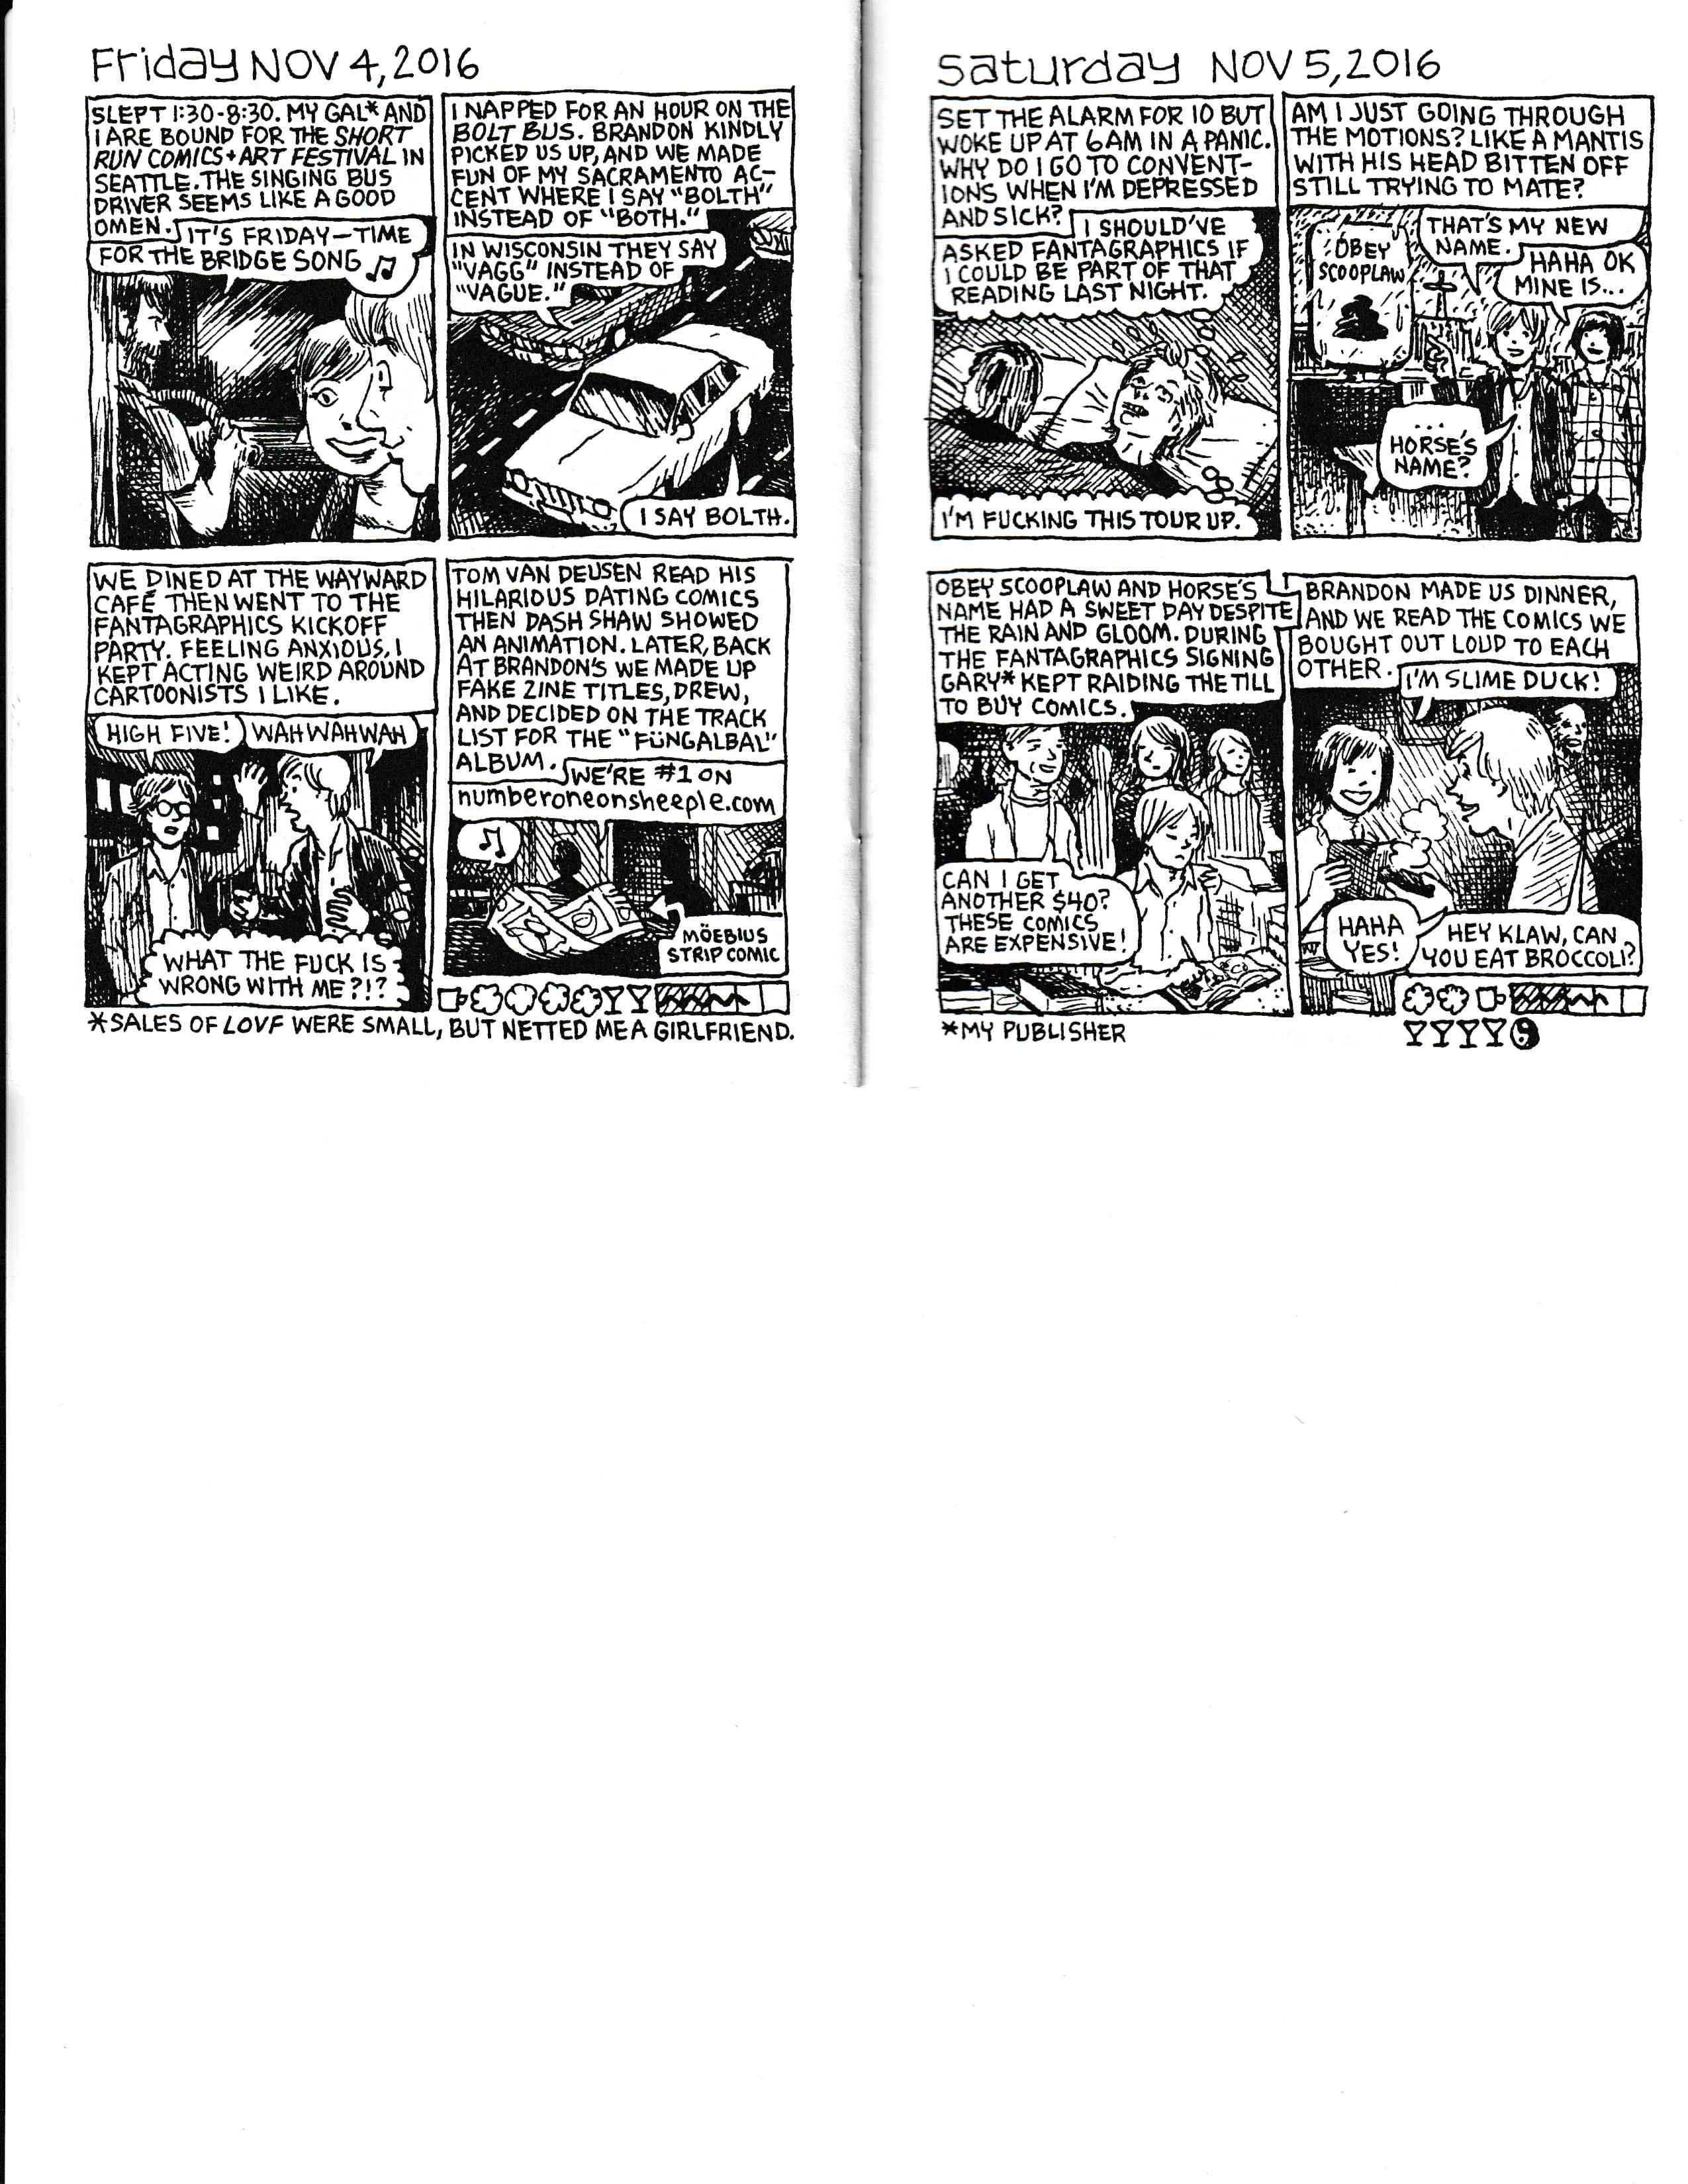 Friday NOV 4, 2016
SLEPT 1:30-8:30. MY GAL* AND
I ARE BOUND FOR THE SHORT
RUN COMICS+ART FESTIVAL IN
SEATTLE. THE SINGING BUS
DRIVER SEEMS LIKE A GOOD
OMEN.
IT'S FRIDAY—TIME
FOR THE BRIDGE SONG
I NAPPED FOR AN HOUR ON THE
BOLT BUS. BRANDON KINDLY
PICKED US UP, AND WE MADE
FUN OF MY SACRAMENTO AC-
CENT WHERE I SAY "BOLTH"
INSTEAD OF "BOTH."
IN WISCONSIN THEY SAY
"VAGG" INSTEAD OF
"VAGUE."
I SAY BOLTH.
WE DINED AT THE WAYWARD
CAFÉ THEN WENT TO THE
FANTAGRAPHICS KICKOFF
PARTY. FEELING ANXIOUS, I
KEPT ACTING WEIRD AROUND
CARTOONISTS I LIKE.
HIGH FIVE!
WAHWAHWAH
WHAT THE FUCK IS
WRONG WITH ME?!?
TOM VAN DEUSEN READ HIS
HILARIOUS DATING COMICS
THEN DASH SHAW SHOWED
AN ANIMATION. LATER, BACK
AT BRANDON'S WE MADE UP
FAKE ZINE TITLES, DREW,
AND DECIDED ON THE TRACK
LIST FOR THE "FÜNGALBAL"
ALBUM.
WE'RE #1 ON
numberoneonsheeple.com
MÖEBIUS
STRIP COMIC
*SALES OF LOVF WERE SMALL, BUT NETTED ME A GIRLFRIEND.
Saturday NOV 5, 2016
SET THE ALARM FOR 10 BUT
WOKE UP AT 6AM IN A PANIC.
WHY DO I GO TO CONVENT-
IONS WHEN I'M DEPRESSED
AND SICK?
I SHOULD'VE
ASKED FANTAGRAPHICS IF
I COULD BE PART OF THAT
READING LAST NIGHT.
I'M FUCKING THIS TOUR UP.
AM I JUST GOING THROUGH
THE MOTIONS? LIKE A MANTIS
WITH HIS HEAD BITTEN OFF
STILL TRYING TO MATE?
OBEY
SCOOPLAW
THAT'S MY NEW
NAME.
HAHA OK
MINE IS...
...
HORSE'S
NAME?
OBEY SCOOPLAW AND HORSE'S
NAME HAD A SWEET DAY DESPITE
THE RAIN AND GLOOM. DURING
THE FANTAGRAPHICS SIGNING
GARY* KEPT RAIDING THE TILL
TO BUY COMICS.
CAN I GET
ANOTHER $40?
THESE COMICS
ARE EXPENSIVE!
BRANDON MADE US DINNER,
AND WE READ THE COMICS WE
BOUGHT OUT LOUD TO EACH
OTHER.
I'M SLIME DUCK!
HAHA
YES!
HEY KLAW, CAN
YOU EAT BROCCOLI?
*MY PUBLISHER